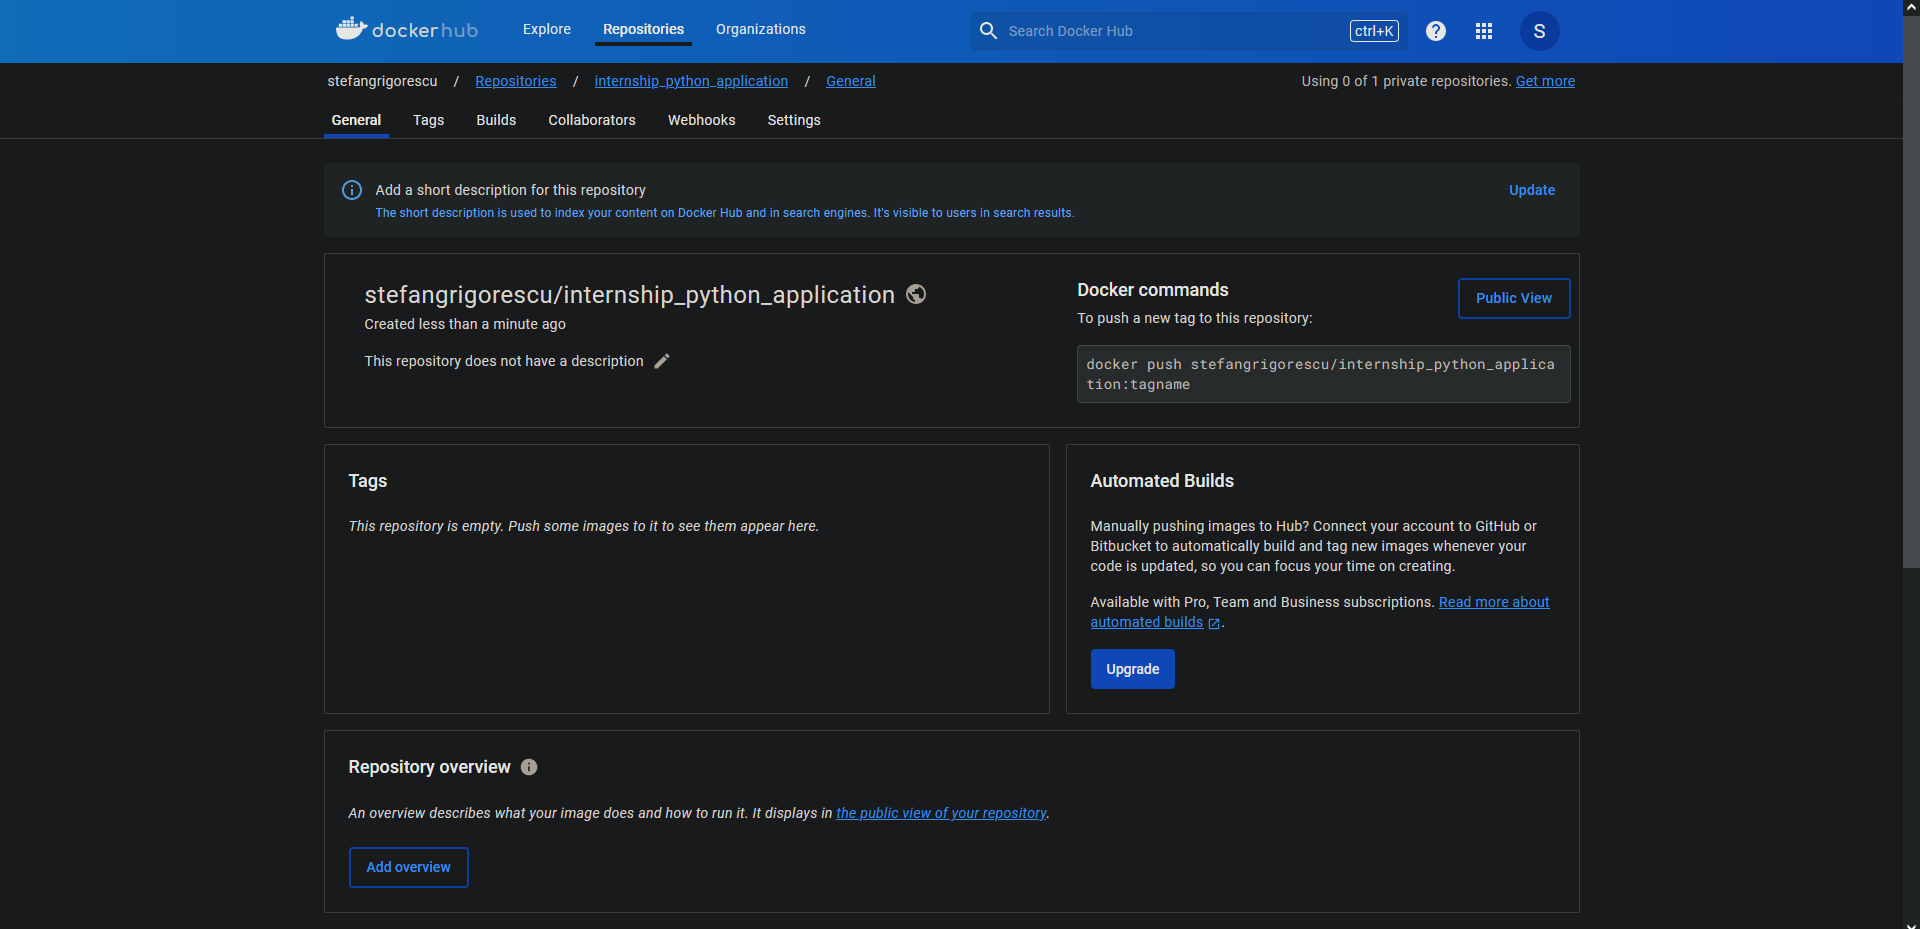 dockerhub
Explore
Repositories
Organizations
Search Docker Hub
ctrl+K
?
S
stefangrigorescu / Repositories / internship_python_application / General
Using 0 of 1 private repositories. Get more
General
Tags
Builds
Collaborators
Webhooks
Settings
Add a short description for this repository
The short description is used to index your content on Docker Hub and in search engines. It's visible to users in search results.
Update
stefangrigorescu/internship_python_application
Created less than a minute ago
This repository does not have a description
Docker commands
To push a new tag to this repository:
Public View
docker push stefangrigorescu/internship_python_applica
tion:tagname
Tags
This repository is empty. Push some images to it to see them appear here.
Automated Builds
Manually pushing images to Hub? Connect your account to GitHub or
Bitbucket to automatically build and tag new images whenever your
code is updated, so you can focus your time on creating.
Available with Pro, Team and Business subscriptions. Read more about
automated builds .
Upgrade
Repository overview
An overview describes what your image does and how to run it. It displays in the public view of your repository.
Add overview